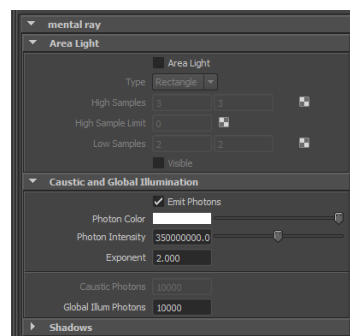 mental ray
Area Light
Area Light
Type Rectangle
High Samples 3 3
High Sample Limit 0
Low Samples 2 2
Visible
Caustic and Global Illumination
Emit Photons
Photon Color
Photon Intensity 350000000.0
Exponent 2.000
Caustic Photons 10000
Global Illum Photons 10000
Shadows